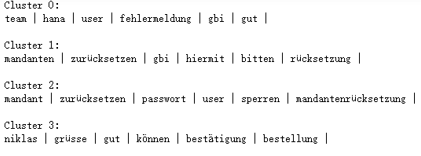 Cluster 0:
team | hana | user | fehlermeldung | gbi | gut |
Cluster 1:
mandanten | zurücksetzen | gbi | hiermit | bitten | rücksetzung |
Cluster 2:
mandant | zurücksetzen | passwort | user | sperren | mandantenrücksetzung |
Cluster 3:
niklas | grüsse | gut | können | bestätigung | bestellung |